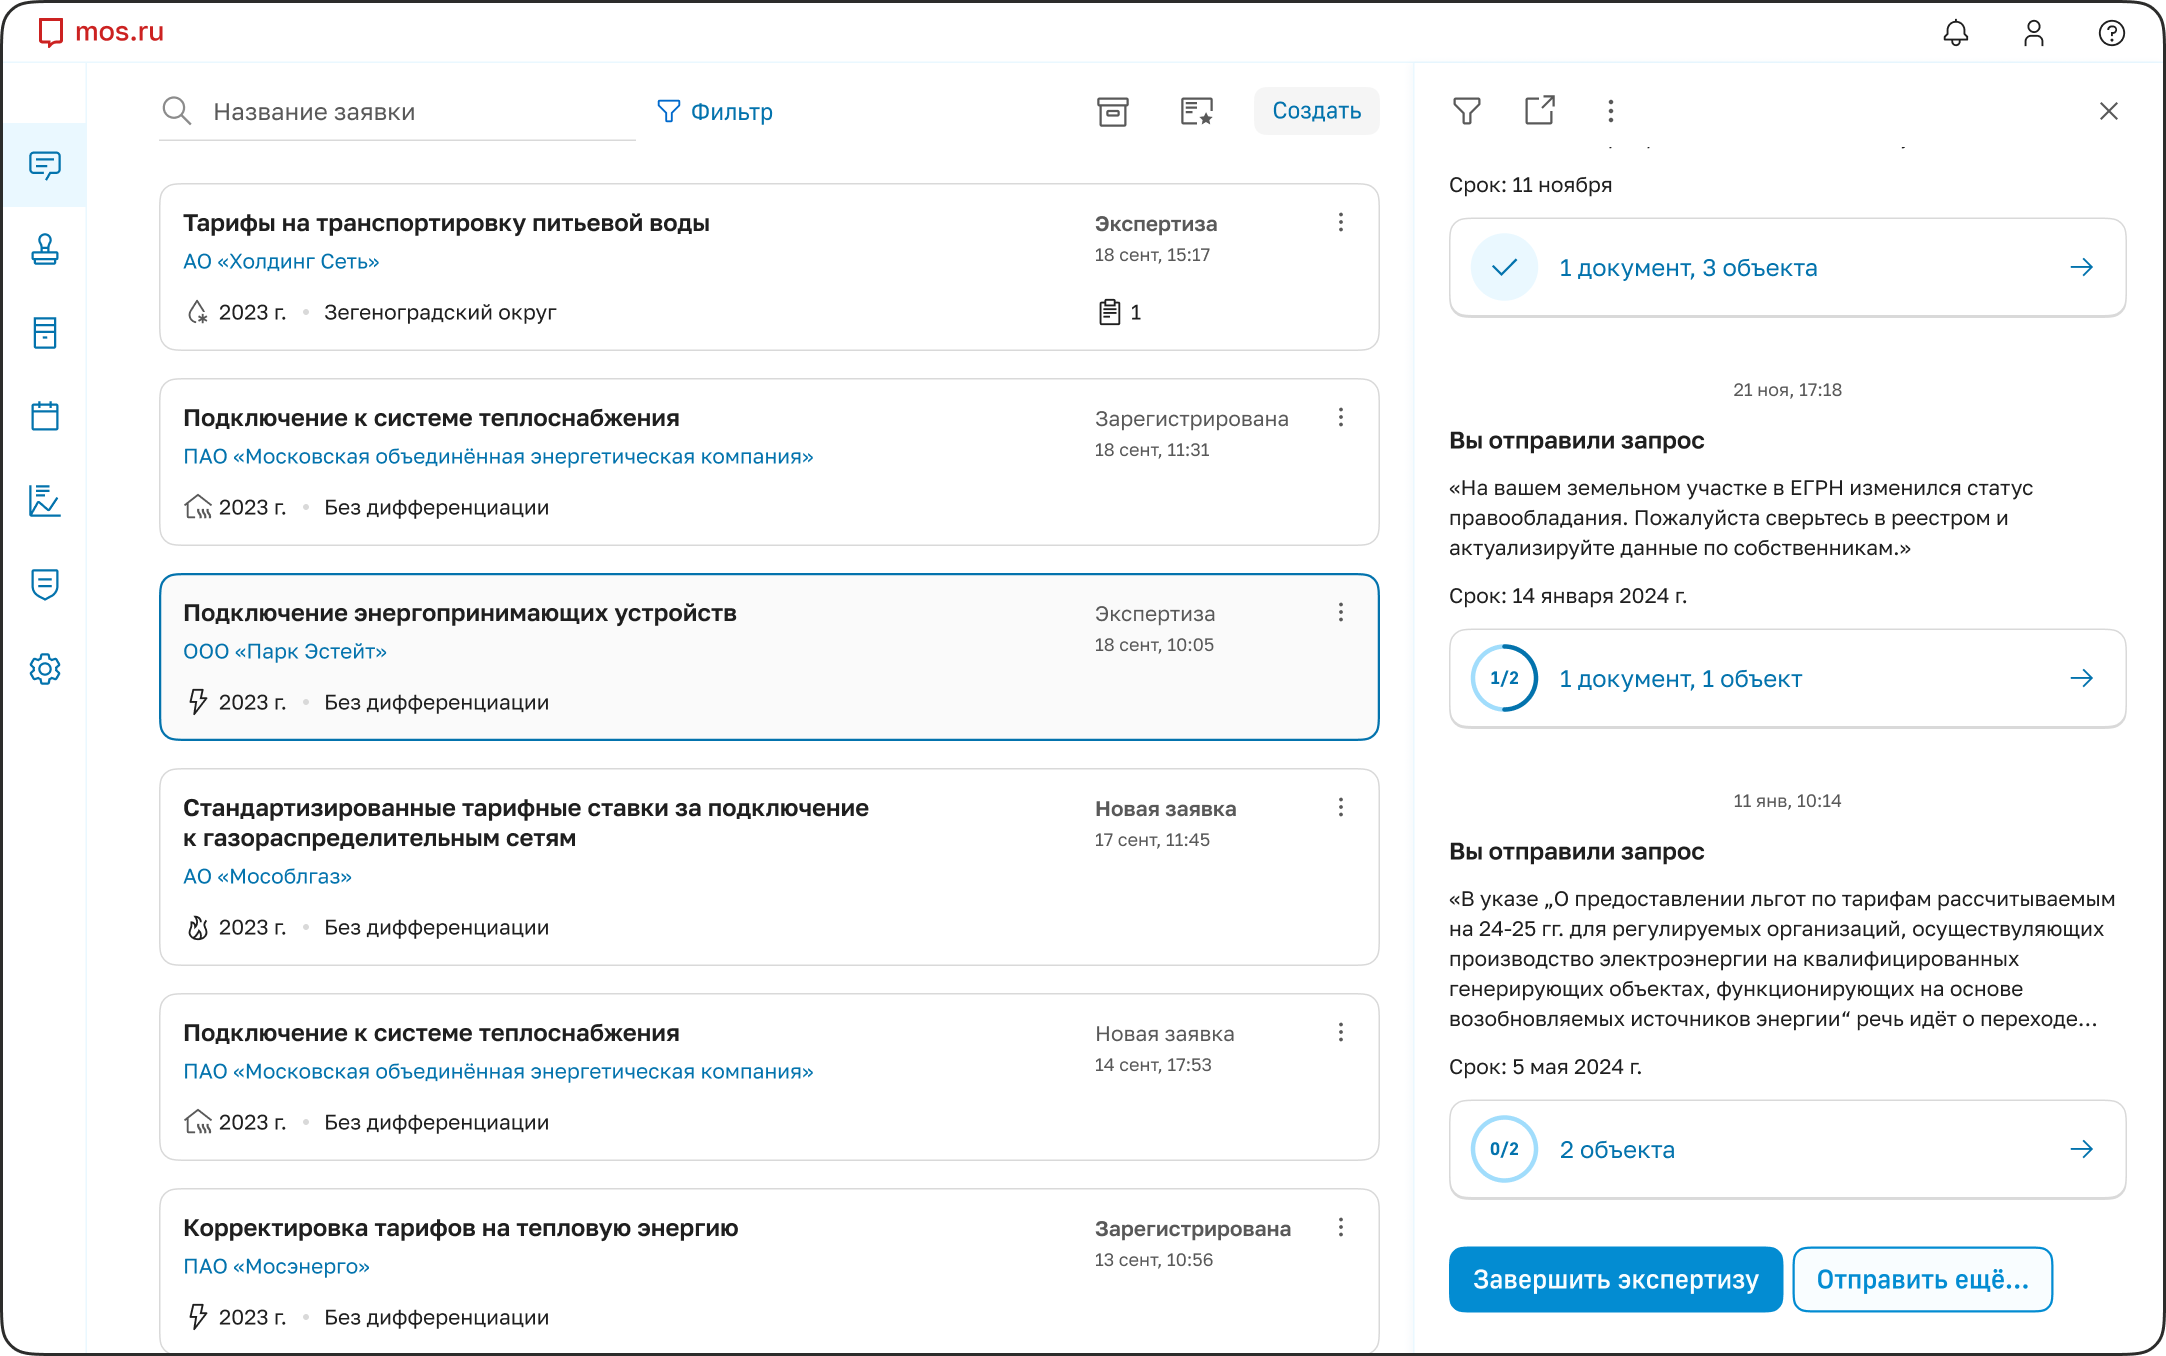 mos.ru
Название заявки
Фильтр
Создать
Тарифы на транспортировку питьевой воды
АО «Холдинг Сеть»
2023 г. • Зегеноградский округ
Экспертиза
18 сент, 15:17
1
Подключение к системе теплоснабжения
ПАО «Московская объединённая энергетическая компания»
2023 г. • Без дифференциации
Зарегистрирована
18 сент, 11:31
Подключение энергопринимающих устройств
ООО «Парк Эстейт»
2023 г. • Без дифференциации
Экспертиза
18 сент, 10:05
Стандартизированные тарифные ставки за подключение
к газораспределительным сетям
АО «Мособлгаз»
2023 г. • Без дифференциации
Новая заявка
17 сент, 11:45
Подключение к системе теплоснабжения
ПАО «Московская объединённая энергетическая компания»
2023 г. • Без дифференциации
Новая заявка
14 сент, 17:53
Корректировка тарифов на тепловую энергию
ПАО «Мосэнерго»
2023 г. • Без дифференциации
Зарегистрирована
13 сент, 10:56
Срок: 11 ноября
1 документ, 3 объекта
21 ноя, 17:18
Вы отправили запрос
«На вашем земельном участке в ЕГРН изменился статус
правообладания. Пожалуйста сверьтесь в реестром и
актуализируйте данные по собственникам.»
Срок: 14 января 2024 г.
1/2
1 документ, 1 объект
11 янв, 10:14
Вы отправили запрос
«В указе „О предоставлении льгот по тарифам рассчитываемым
на 24-25 гг. для регулируемых организаций, осуществляющих
производство электроэнергии на квалифицированных
генерирующих объектах, функционирующих на основе
возобновляемых источников энергии“ речь идёт о переходе...
Срок: 5 мая 2024 г.
0/2
2 объекта
Завершить экспертизу
Отправить ещё...